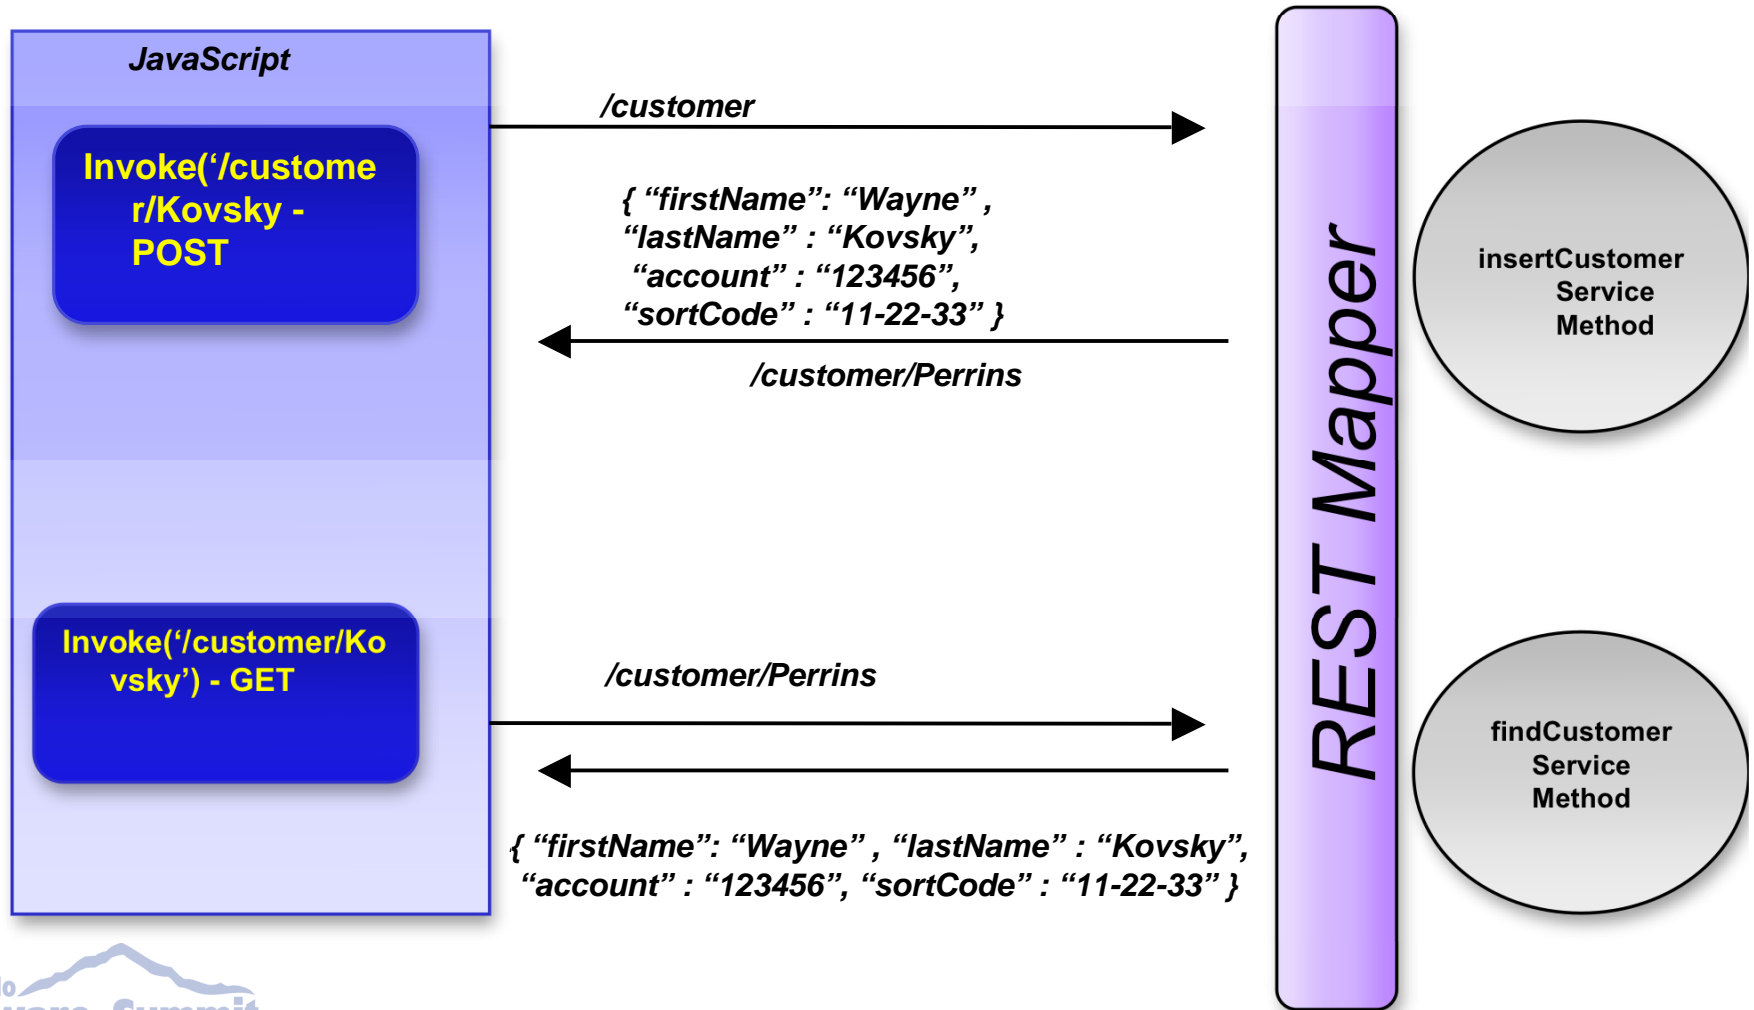 JavaScript
Invoke(‘/custome
r/Kovsky -
POST
/customer
{ “firstName”: “Wayne” ,
“lastName” : “Kovsky”,
“account” : “123456”,
“sortCode” : “11-22-33” }
/customer/Perrins
REST Mapper
insertCustomer
Service
Method
Invoke(‘/customer/Ko
vsky’) - GET
/customer/Perrins
{ “firstName”: “Wayne” , “lastName” : “Kovsky”,
“account” : “123456”, “sortCode” : “11-22-33” }
findCustomer
Service
Method